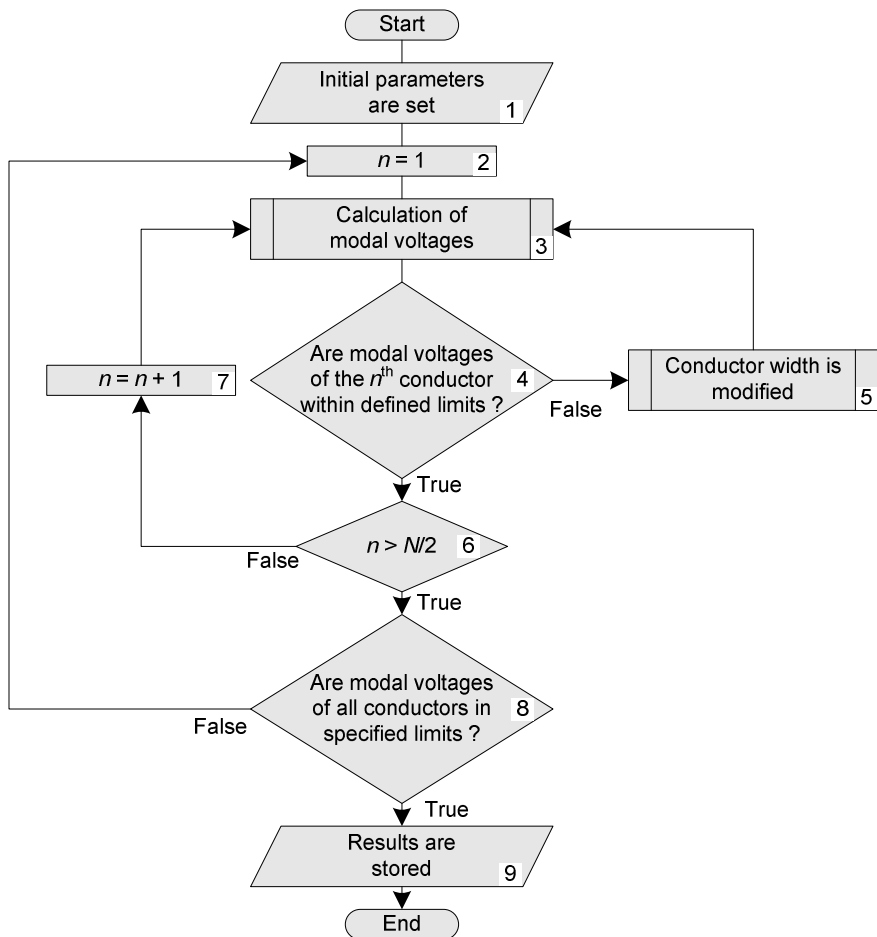 Start
Initial parameters
are set
1
n = 1
2
Calculation of
modal voltages
3
Are modal voltages
of the nth conductor
within defined limits ?
4
False
Conductor width is
modified
5
n = n + 1
7
True
n > N/2
6
False
True
Are modal voltages
of all conductors in
specified limits ?
8
False
True
Results are
stored
9
End